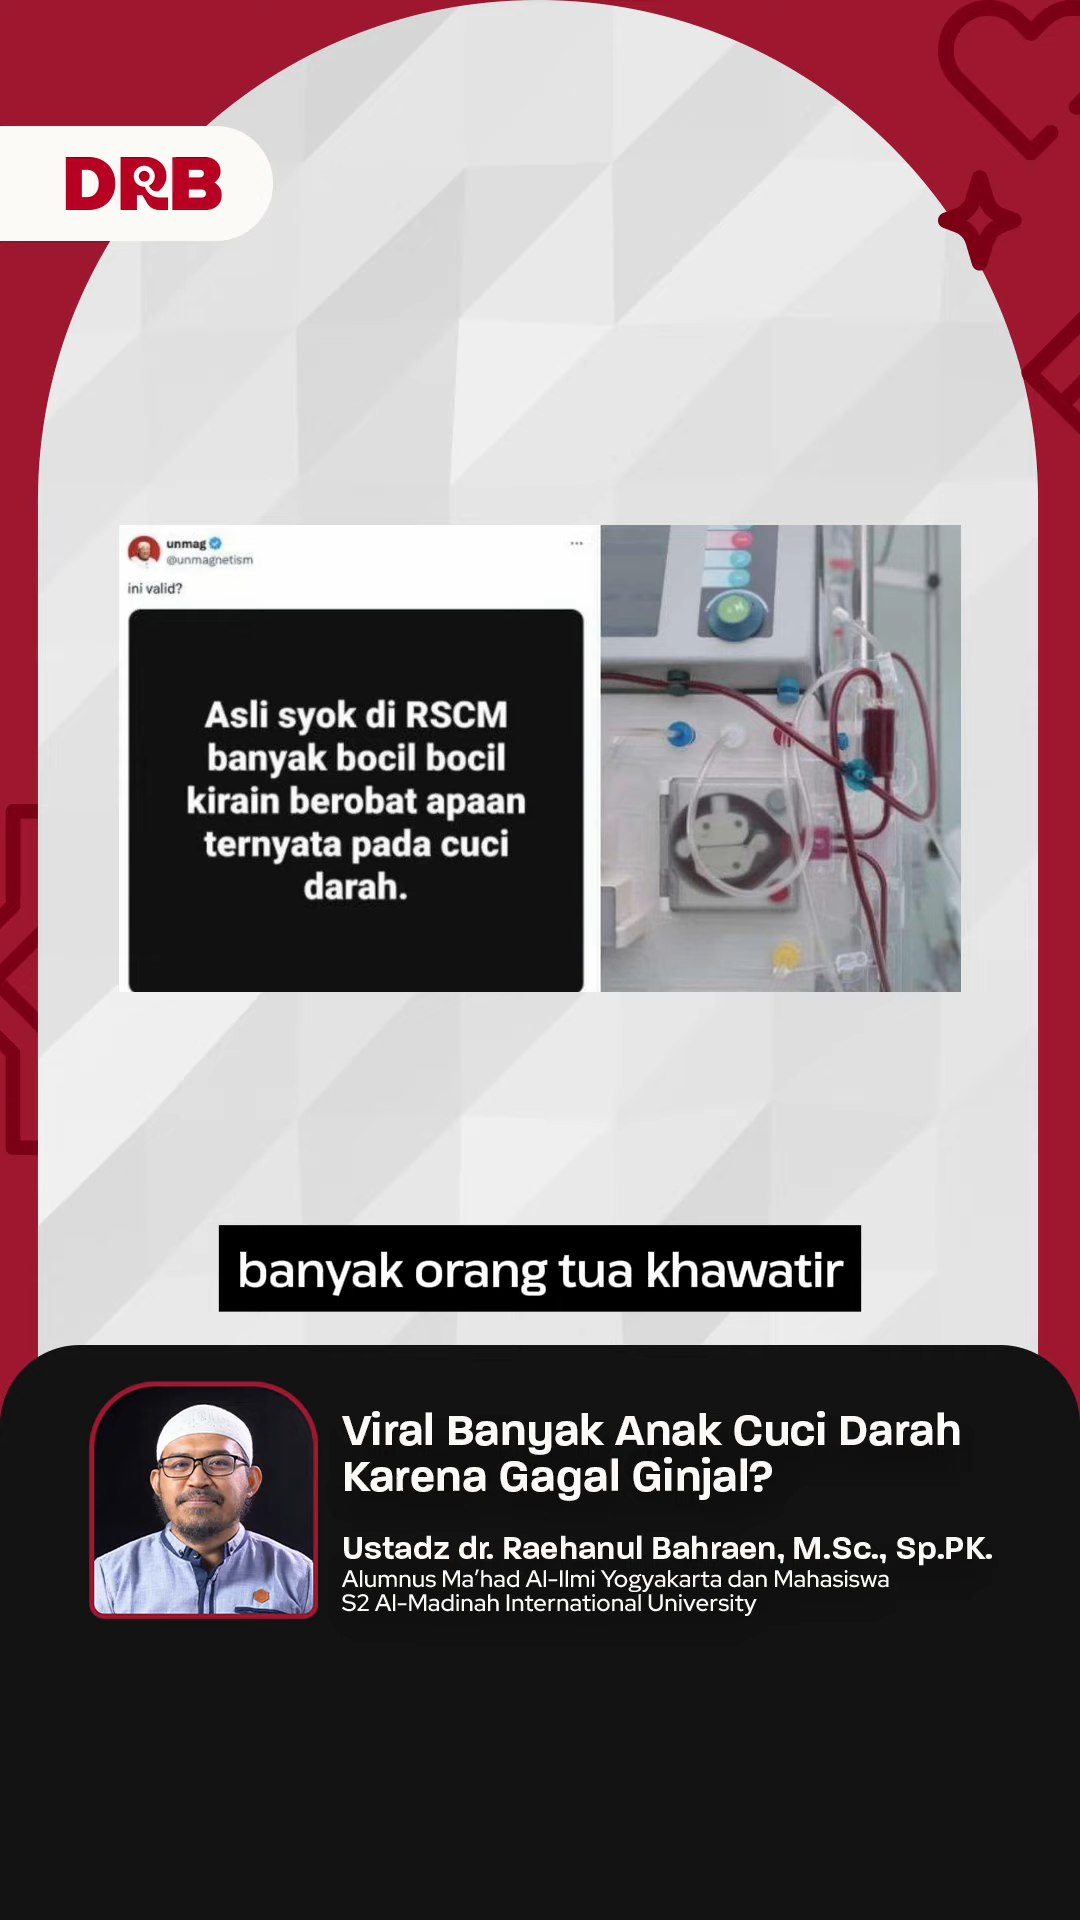 DRB
unmag
@unmagnetism
ini valid?
Asli syok di RSCM
banyak bocil bocil
kirain berobat apaan
ternyata pada cuci
darah.
banyak orang tua khawatir
Viral Banyak Anak Cuci Darah
Karena Gagal Ginjal?
Ustadz dr. Raehanul Bahraen, M.Sc., Sp.PK.
Alumnus Ma'had Al-Ilmi Yogyakarta dan Mahasiswa
S2 Al-Madinah International University